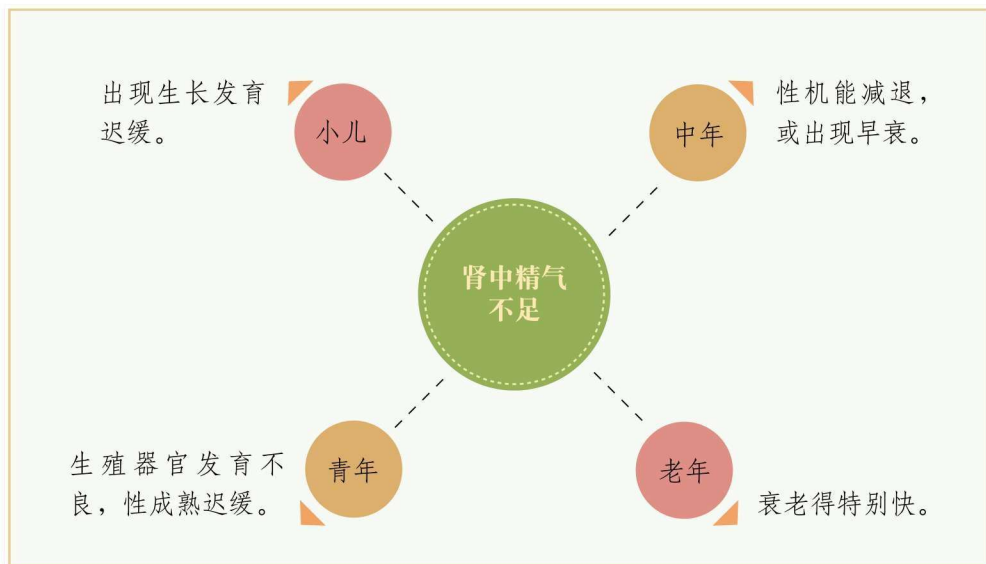 出现生长发育
迟缓。
小儿
中年
性机能减退，
或出现早衰。
肾中精气
不足
生殖器官发育不
良，性成熟迟缓。
青年
老年
衰老得特别快。